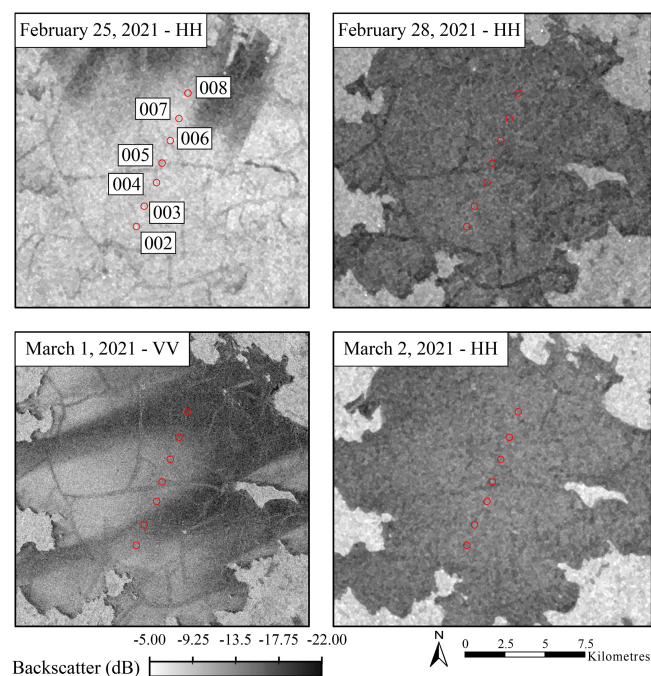 February 25, 2021 - HH
February 28, 2021 - HH
008
007
006
005
004
003
002
March 1, 2021 - VV
March 2, 2021 - HH
-5.00 -9.25 -13.5 -17.75 -22.00
Backscatter (dB)
N
0 2.5 5 7.5
Kilometres